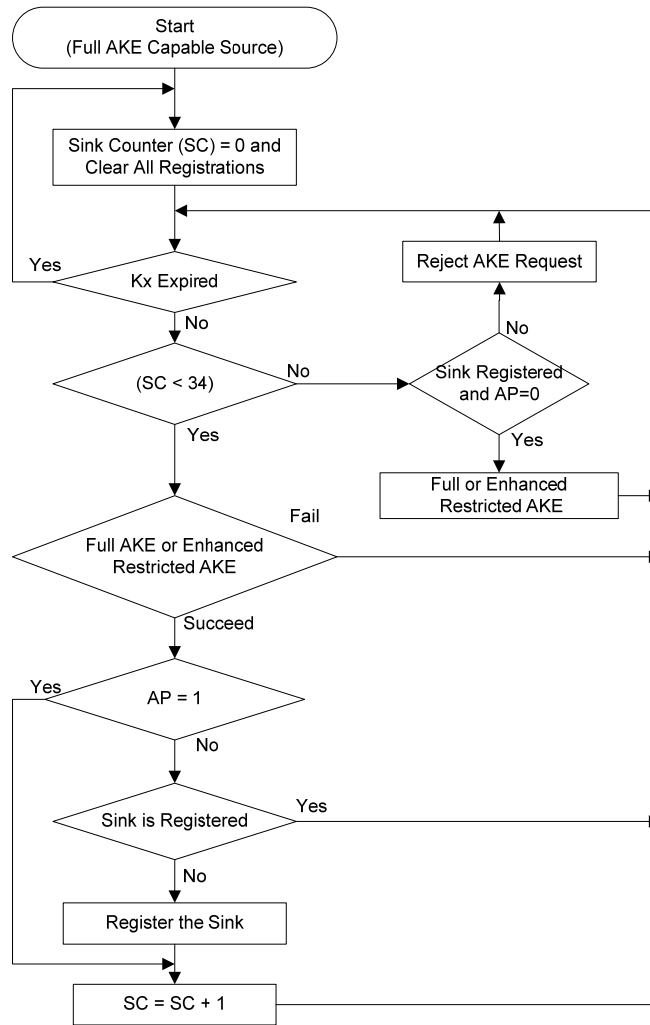 Start
(Full AKE Capable Source)
Sink Counter (SC) = 0 and
Clear All Registrations
Yes
Kx Expired
No
Reject AKE Request
No
(SC < 34)
No
Sink Registered
and AP=0
Yes
Yes
Full or Enhanced
Restricted AKE
Fail
Full AKE or Enhanced
Restricted AKE
Succeed
Yes
AP = 1
No
Sink is Registered
Yes
No
Register the Sink
SC = SC + 1